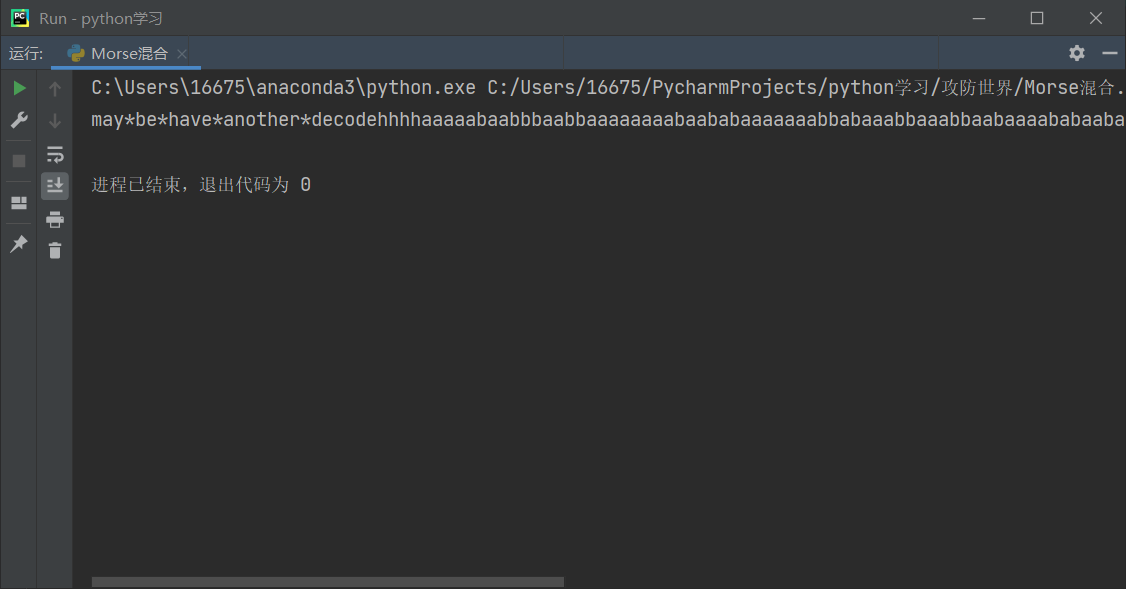 PC
Run - python学习
运行:
Morse混合
C:\Users\16675\anaconda3\python.exe C:/Users/16675/PycharmProjects/python学习/攻防世界/Morse混合.
may*be*have*another*decodehhhhaaaaabaabbbaabbaaaaaaaabaababaaaaaaabbabaaabbaaabbaabaaaababaaba
进程已结束，退出代码为 0